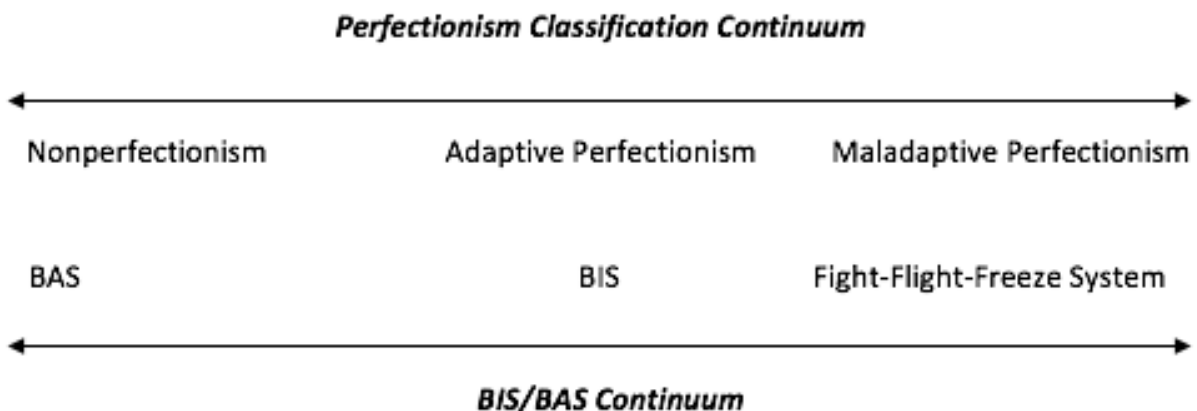 Perfectionism Classification Continuum
Nonperfectionism Adaptive Perfectionism Maladaptive Perfectionism
BAS BIS Fight-Flight-Freeze System
BIS/BAS Continuum